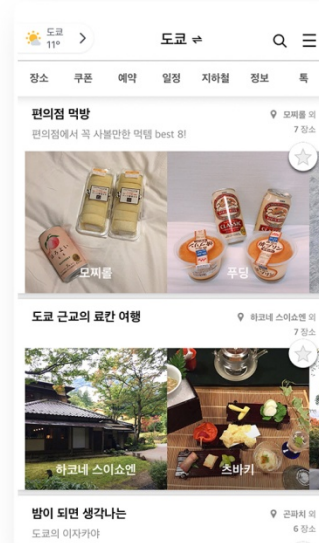 도쿄
11°
도쿄
장소 쿠폰 예약 일정 지하철 정보 톡
편의점 먹방
모찌롤 외
편의점에서 꼭 사볼만한 먹템 best 8!
7 장소
모찌롤
푸딩
도쿄 근교의 료칸 여행
하코네 스이쇼엔 외
7 장소
하코네 스이쇼엔
츠바키
밤이 되면 생각나는
곤파치 외
도쿄의 이자카야
6 장소